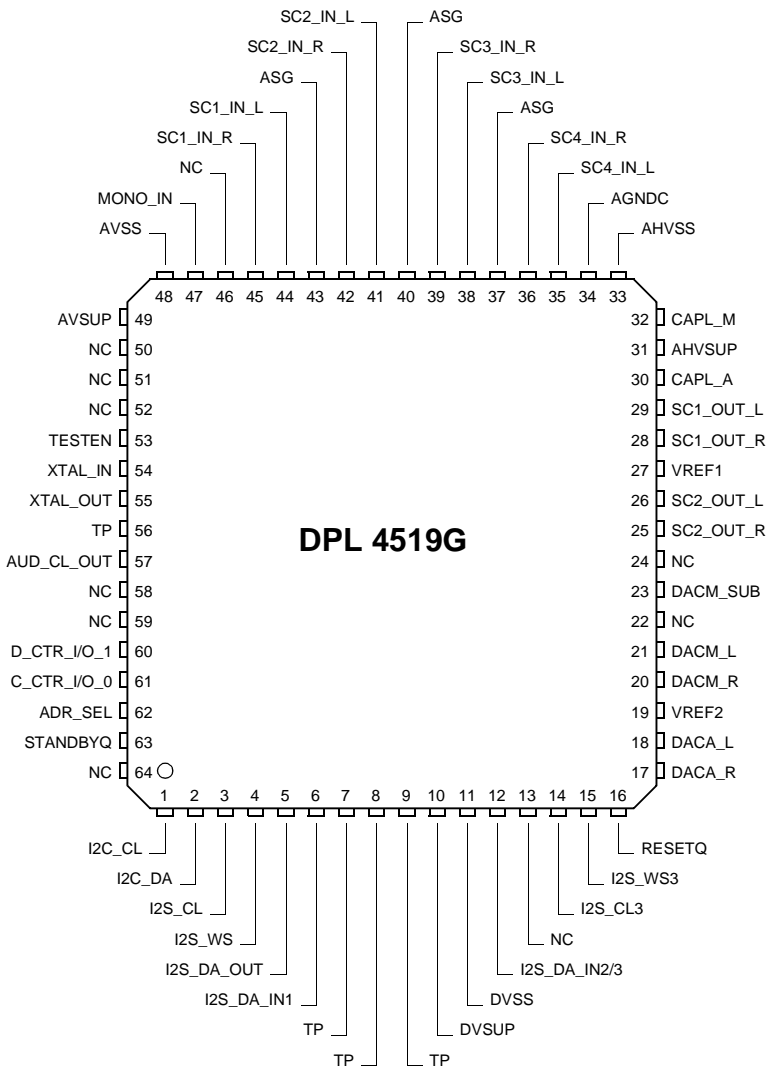 SC2_IN_L
ASG
SC2_IN_R
SC3_IN_R
ASG
SC3_IN_L
SC1_IN_L
ASG
SC1_IN_R
SC4_IN_R
NC
SC4_IN_L
MONO_IN
AGNDC
AVSS
AHVSS
48 47 46 45 44 43 42 41 40 39 38 37 36 35 34 33
AVSUP 49
32 CAPL_M
NC 50
31 AHVSUP
NC 51
30 CAPL_A
NC 52
29 SC1_OUT_L
TESTEN 53
28 SC1_OUT_R
XTAL_IN 54
27 VREF1
XTAL_OUT 55
26 SC2_OUT_L
TP 56
25 SC2_OUT_R
DPL 4519G
AUD_CL_OUT 57
24 NC
NC 58
23 DACM_SUB
NC 59
22 NC
D_CTR_I/O_1 60
21 DACM_L
C_CTR_I/O_0 61
20 DACM_R
ADR_SEL 62
19 VREF2
STANDBYQ 63
18 DACA_L
NC 64
17 DACA_R
1 2 3 4 5 6 7 8 9 10 11 12 13 14 15 16
I2C_CL
RESETQ
I2C_DA
I2S_WS3
I2S_CL
I2S_CL3
I2S_WS
NC
I2S_DA_OUT
I2S_DA_IN2/3
I2S_DA_IN1
DVSS
TP
DVSUP
TP
TP